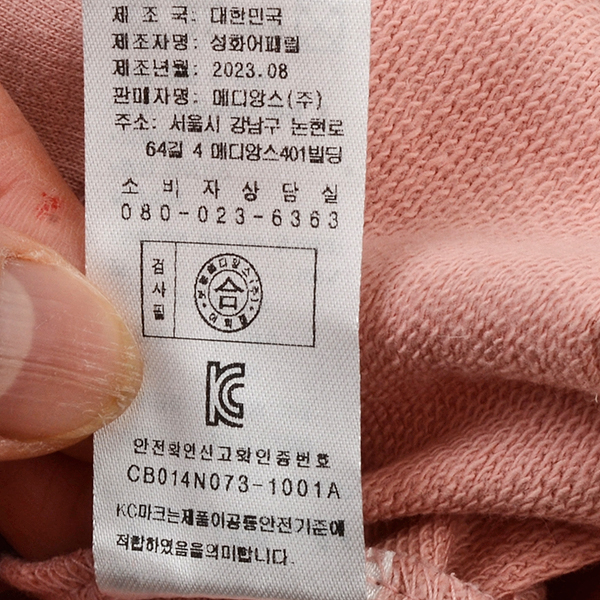 제 조 국: 대한민국
제조자명: 성화어패럴
제조년월: 2023.08
판매자명: 메디앙스(주)
주소: 서울시 강남구 논현로
64길 4 메디앙스401빌딩
소 비 자 상 담 실
080-023-6363
검사필
합
KC
안전확인신고확인증번호
CB014N073-1001A
KC마크는제품이공통안전기준에
적합하였음을의미합니다.